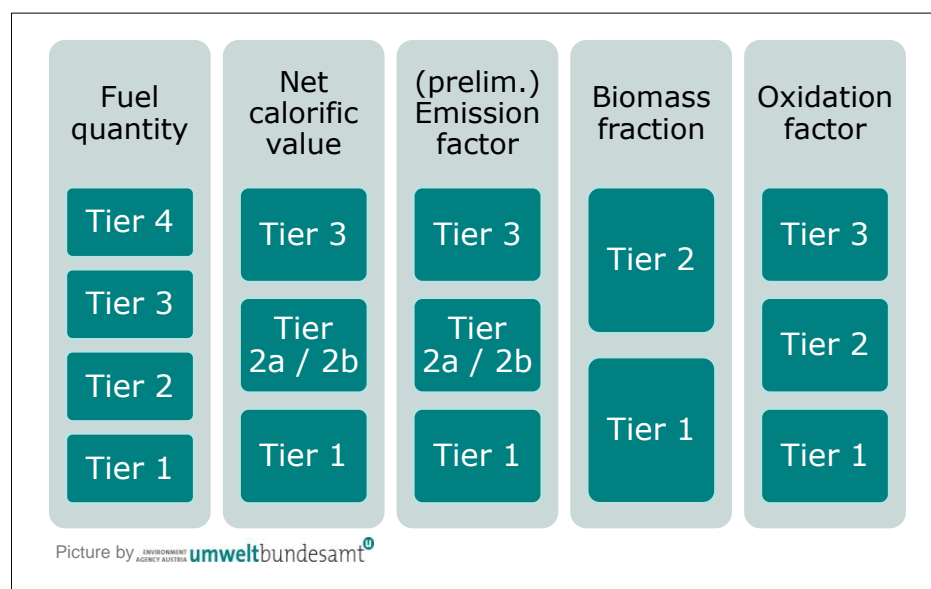 Fuel
quantity
Tier 4
Tier 3
Tier 2
Tier 1
Net
calorific
value
Tier 3
Tier
2a / 2b
Tier 1
(prelim.)
Emission
factor
Tier 3
Tier
2a / 2b
Tier 1
Biomass
fraction
Tier 2
Tier 1
Oxidation
factor
Tier 3
Tier 2
Tier 1
Picture by ENVIRONMENT AGENCY AUSTRIA umweltbundesamt u